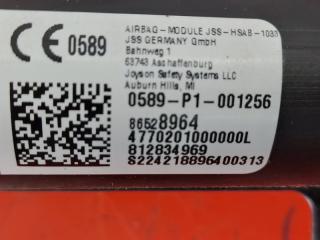 CE 0589
AIRBAG-MODULE JSS-HSAB-1033
JSS GERMANY GmbH
Bahnweg 1
63743 Aschaffenburg
Joyson Safety Systems LLC
Auburn Hills, MI
0589-P1-001256
86528964
4770201000000L
812834969
S224218896400313